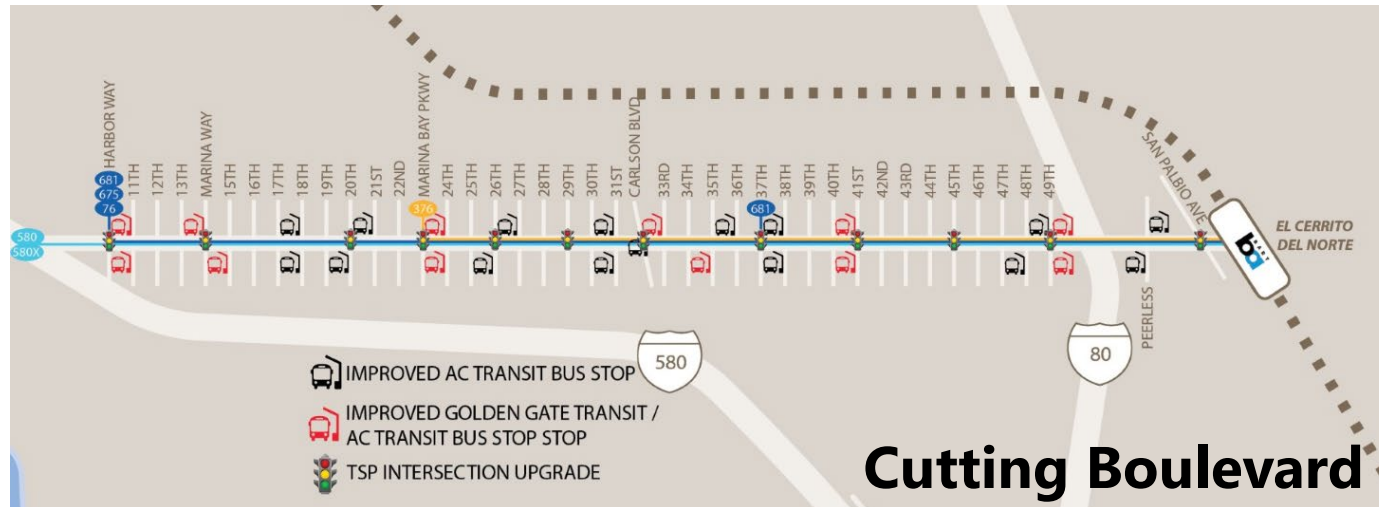 HARBOR WAY
11TH
12TH
13TH
MARINA WAY
15TH
16TH
17TH
18TH
19TH
20TH
21ST
22ND
MARINA BAY PKWY
24TH
25TH
26TH
27TH
28TH
29TH
30TH
31ST
CARLSON BLVD
33RD
34TH
35TH
36TH
37TH
38TH
39TH
40TH
41ST
42ND
43RD
44TH
45TH
46TH
47TH
48TH
49TH
PEERLESS
SAN PALBIO AVE
681
675
76
376
681
580
580X
EL CERRITO
DEL NORTE
ba
580
80
IMPROVED AC TRANSIT BUS STOP
IMPROVED GOLDEN GATE TRANSIT /
AC TRANSIT BUS STOP STOP
TSP INTERSECTION UPGRADE
Cutting Boulevard